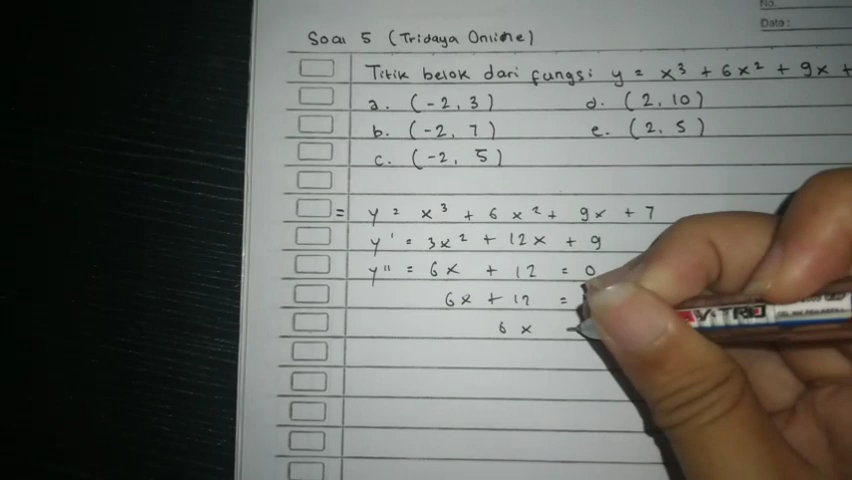 No.
Date:
Soal 5 (Tridaya Online)
Titik belok dari fungsi y = x³ + 6x² + 9x +
a. (-2, 3) d. (2, 10)
b. (-2, 7) e. (2, 5)
c. (-2, 5)
= y = x³ + 6x² + 9x + 7
y' = 3x² + 12x + 9
y'' = 6x + 12 = 0
6x + 12 =
6x